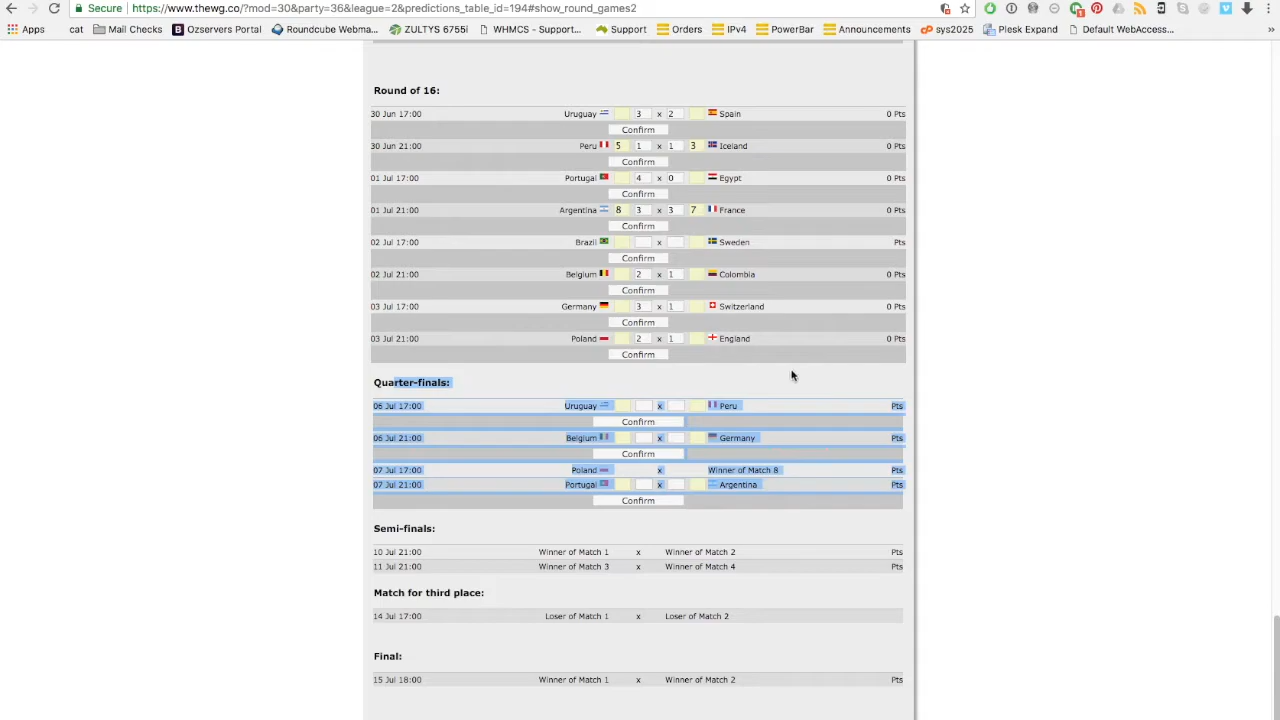 Secure https://www.thewg.co/?mod=30&party=36&league=2&predictions_table_id=194#show_round_games2
Apps cat Mail Checks Ozservers Portal Roundcube Webma... ZULTYS 6755i WHMCS - Support... Support Orders IPv4 PowerBar Announcements sys2025 Plesk Expand Default WebAccess... »
Round of 16:
30 Jun 17:00 Uruguay 3 x 2 Spain 0 Pts
Confirm
30 Jun 21:00 Peru 5 1 x 1 3 Iceland 0 Pts
Confirm
01 Jul 17:00 Portugal 4 x 0 Egypt 0 Pts
Confirm
01 Jul 21:00 Argentina 8 3 x 3 7 France 0 Pts
Confirm
02 Jul 17:00 Brazil x Sweden Pts
Confirm
02 Jul 21:00 Belgium 2 x 1 Colombia 0 Pts
Confirm
03 Jul 17:00 Germany 3 x 1 Switzerland 0 Pts
Confirm
03 Jul 21:00 Poland 2 x 1 England 0 Pts
Confirm
Quarter-finals:
06 Jul 17:00 Uruguay x Peru Pts
Confirm
06 Jul 21:00 Belgium x Germany Pts
Confirm
07 Jul 17:00 Poland x Winner of Match 8 Pts
07 Jul 21:00 Portugal x Argentina Pts
Confirm
Semi-finals:
10 Jul 21:00 Winner of Match 1 x Winner of Match 2 Pts
11 Jul 21:00 Winner of Match 3 x Winner of Match 4 Pts
Match for third place:
14 Jul 17:00 Loser of Match 1 x Loser of Match 2
Final:
15 Jul 18:00 Winner of Match 1 x Winner of Match 2 Pts